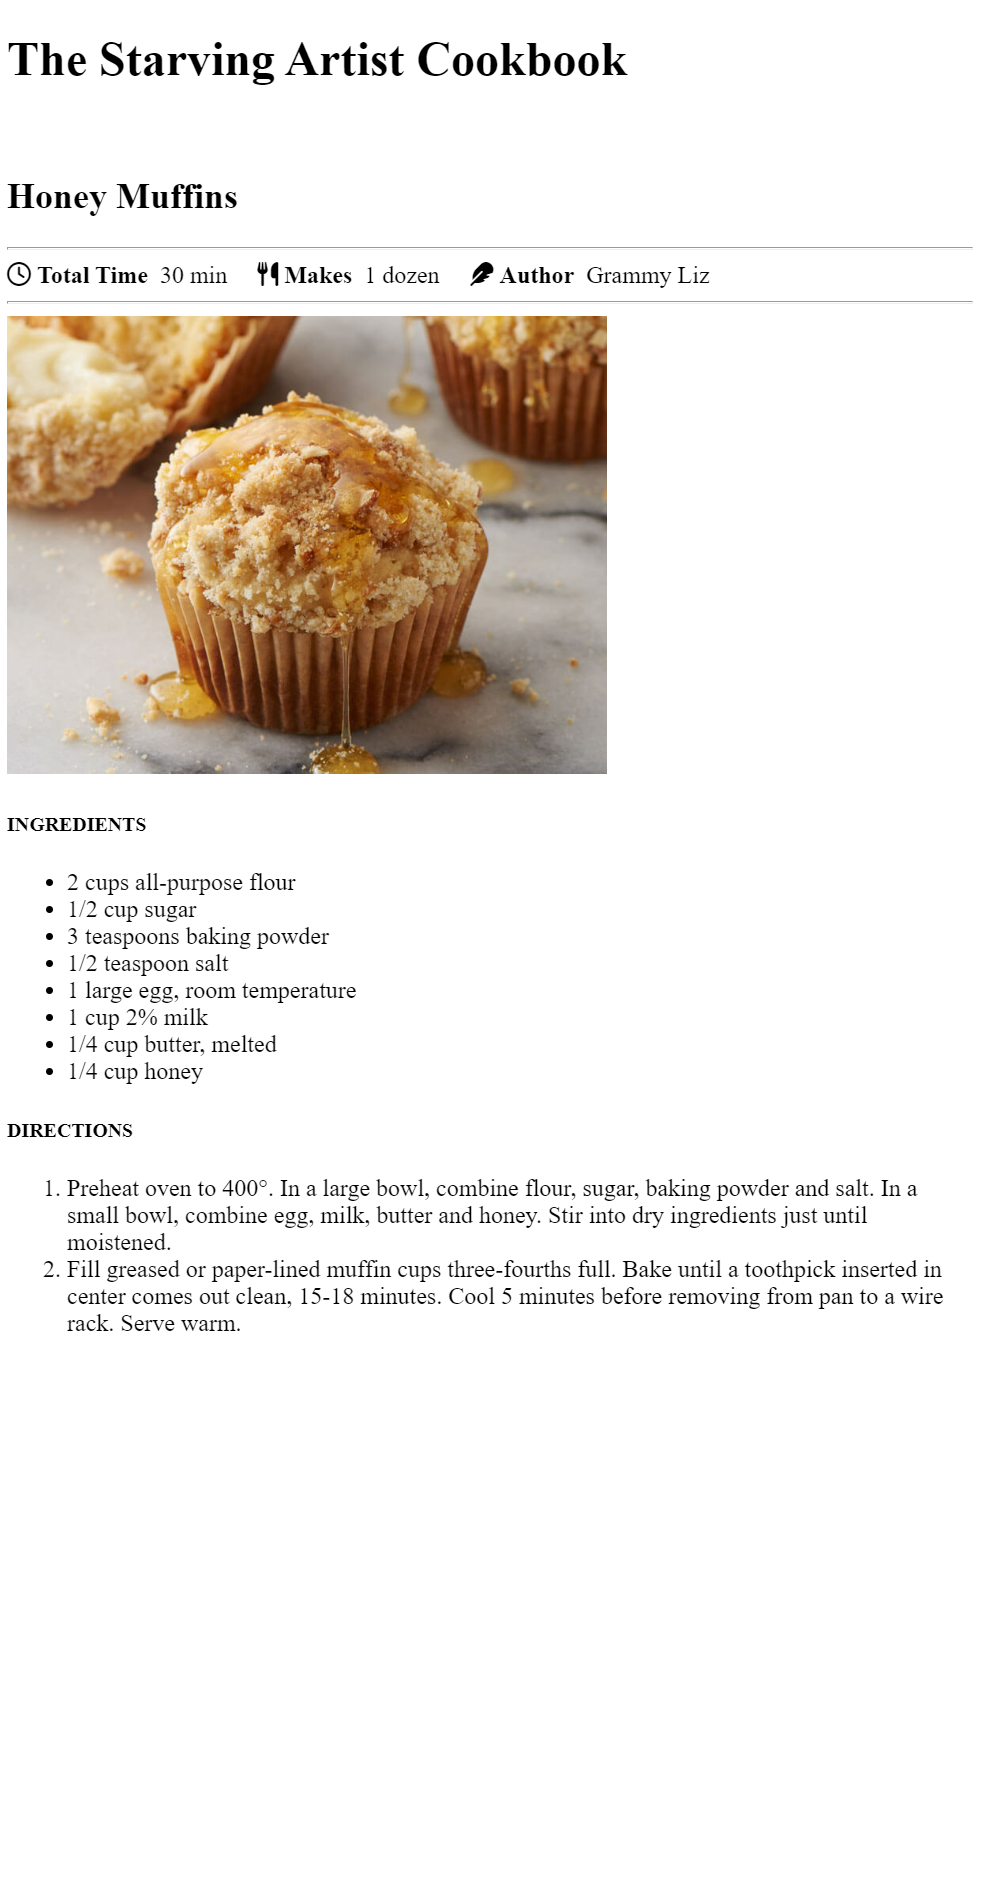 The Starving Artist Cookbook
Honey Muffins
Total Time 30 min Makes 1 dozen Author Grammy Liz
INGREDIENTS
• 2 cups all-purpose flour
• 1/2 cup sugar
• 3 teaspoons baking powder
• 1/2 teaspoon salt
• 1 large egg, room temperature
• 1 cup 2% milk
• 1/4 cup butter, melted
• 1/4 cup honey
DIRECTIONS
1. Preheat oven to 400°. In a large bowl, combine flour, sugar, baking powder and salt. In a
small bowl, combine egg, milk, butter and honey. Stir into dry ingredients just until
moistened.
2. Fill greased or paper-lined muffin cups three-fourths full. Bake until a toothpick inserted in
center comes out clean, 15-18 minutes. Cool 5 minutes before removing from pan to a wire
rack. Serve warm.